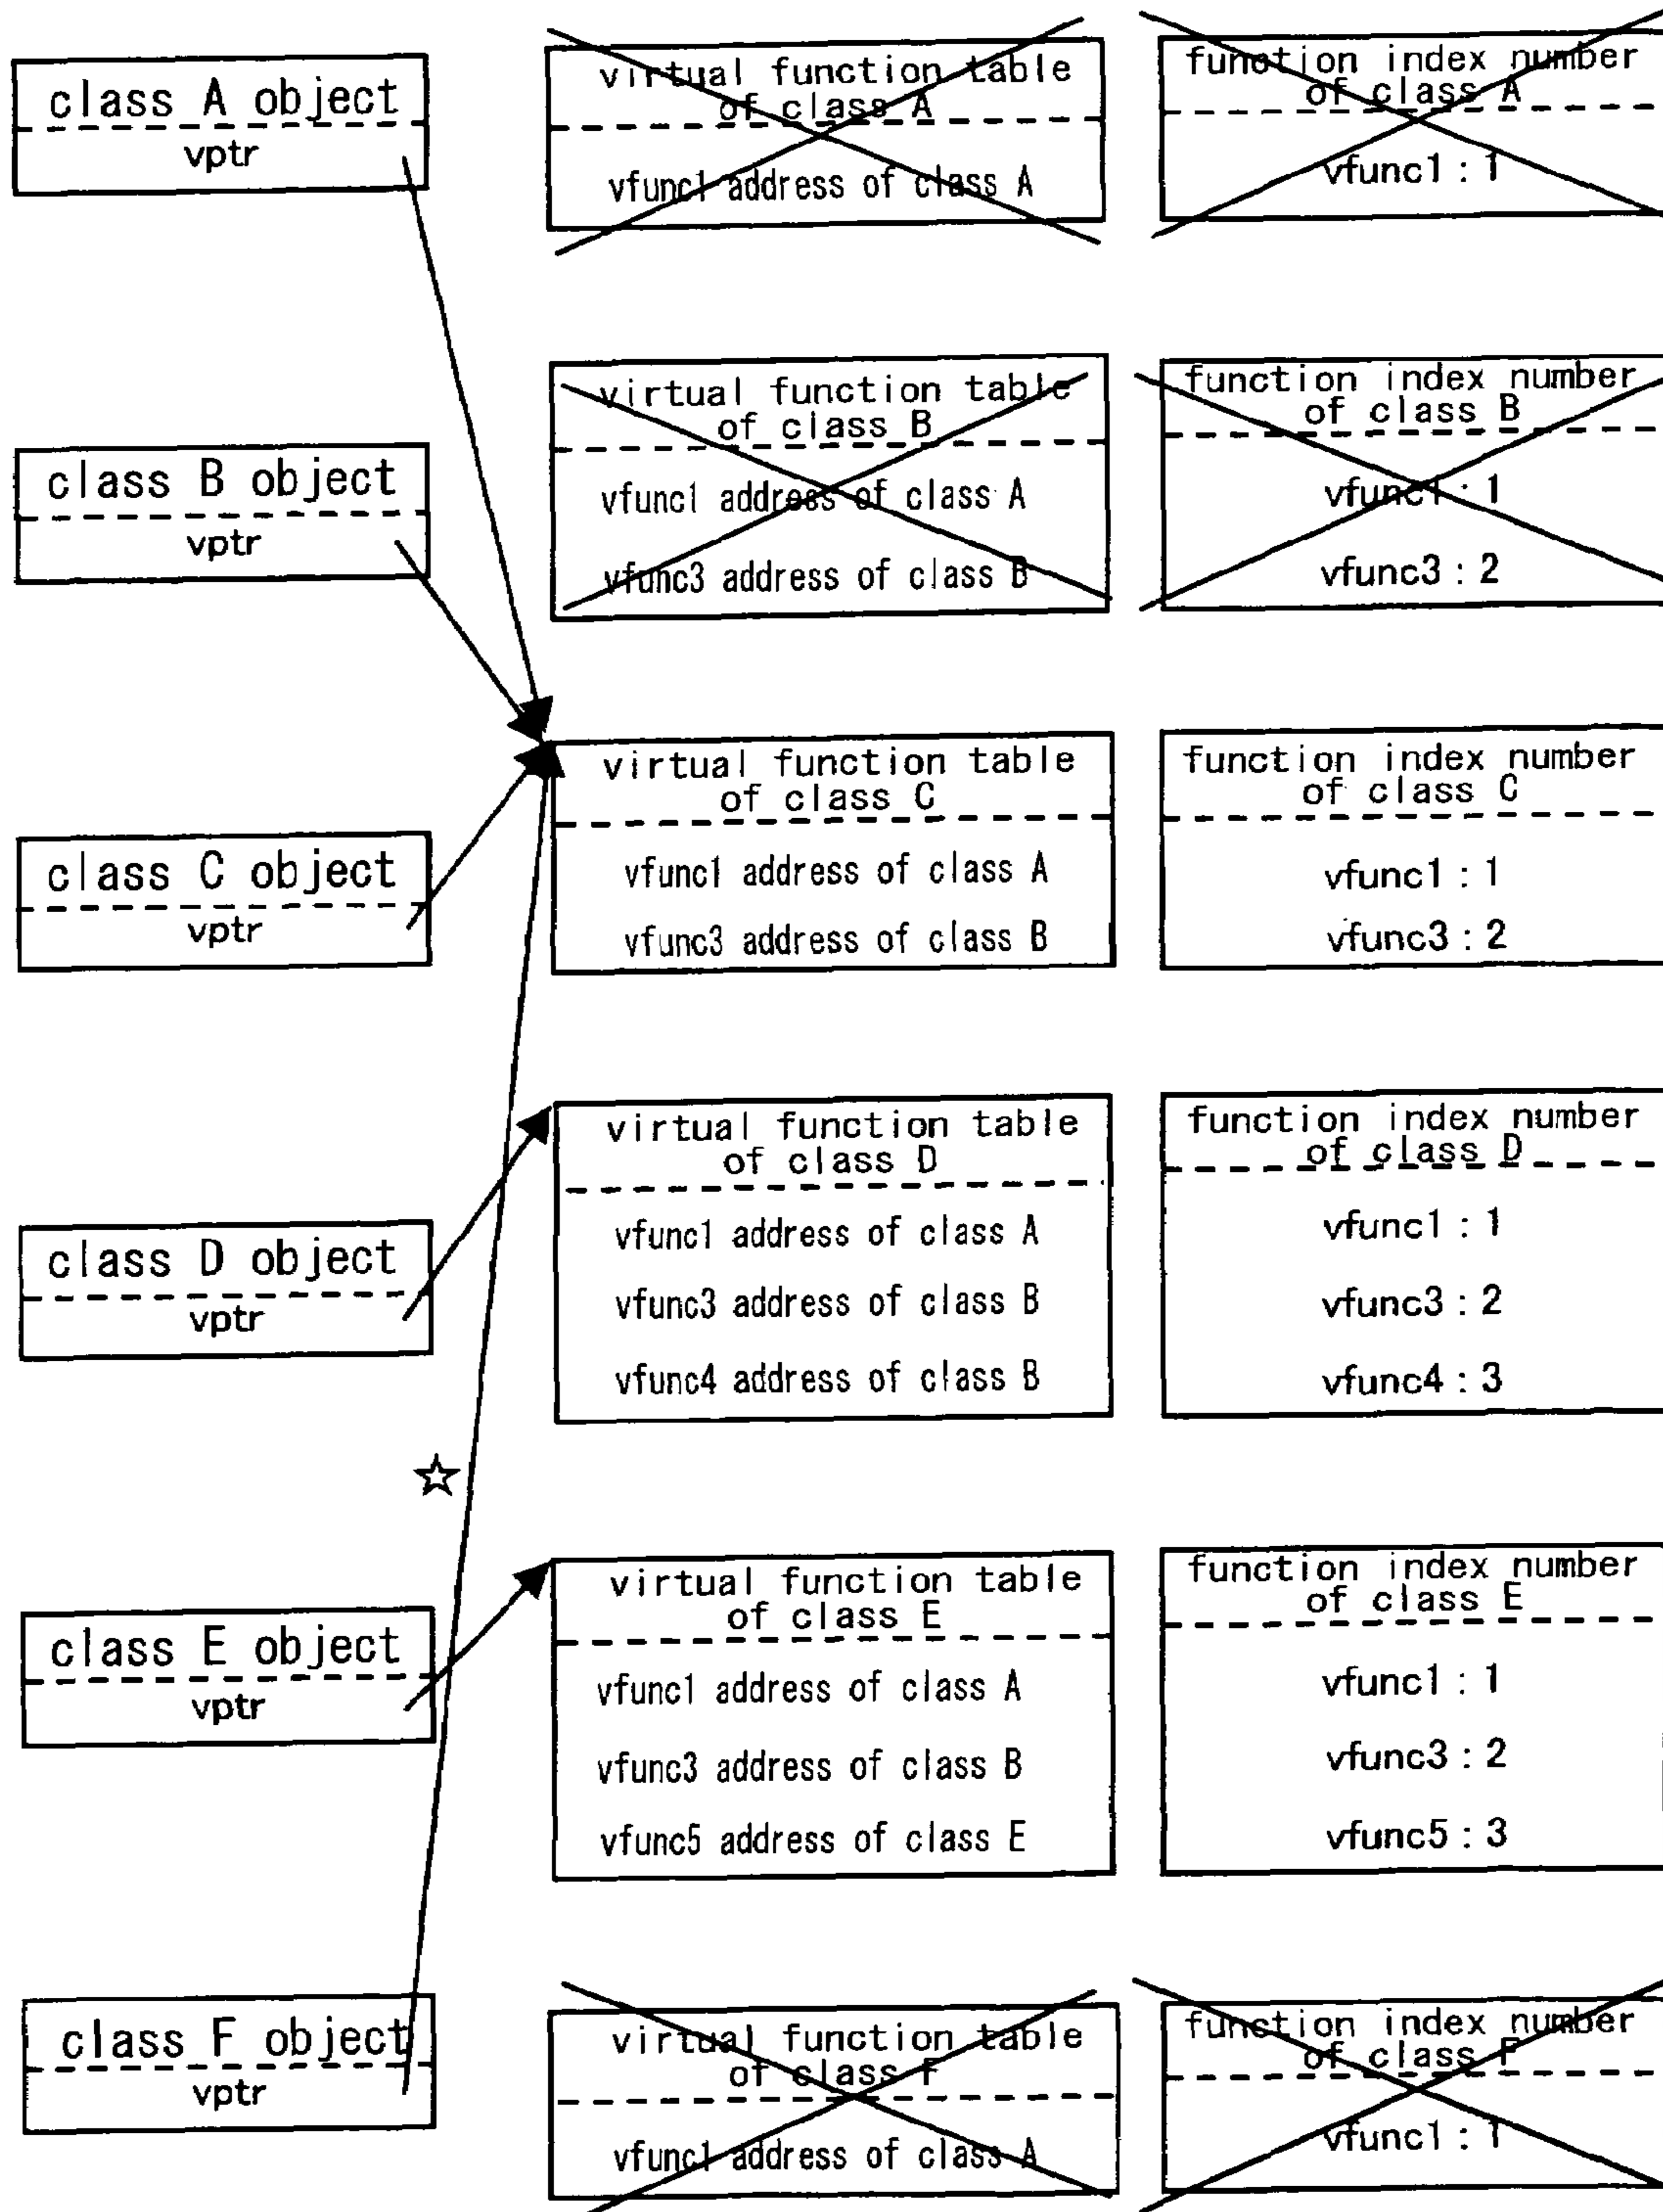 class A object
vptr
virtual function table
of class A
vfunc1 address of class A
function index number
of class A
vfunc1 : 1
class B object
vptr
virtual function table
of class B
vfunc1 address of class A
vfunc3 address of class B
function index number
of class B
vfunc1 : 1
vfunc3 : 2
class C object
vptr
virtual function table
of class C
vfunc1 address of class A
vfunc3 address of class B
function index number
of class C
vfunc1 : 1
vfunc3 : 2
class D object
vptr
virtual function table
of class D
vfunc1 address of class A
vfunc3 address of class B
vfunc4 address of class B
function index number
of class D
vfunc1 : 1
vfunc3 : 2
vfunc4 : 3
☆
class E object
vptr
virtual function table
of class E
vfunc1 address of class A
vfunc3 address of class B
vfunc5 address of class E
function index number
of class E
vfunc1 : 1
vfunc3 : 2
vfunc5 : 3
class F object
vptr
virtual function table
of class F
vfunc1 address of class A
function index number
of class F
vfunc1 : 1